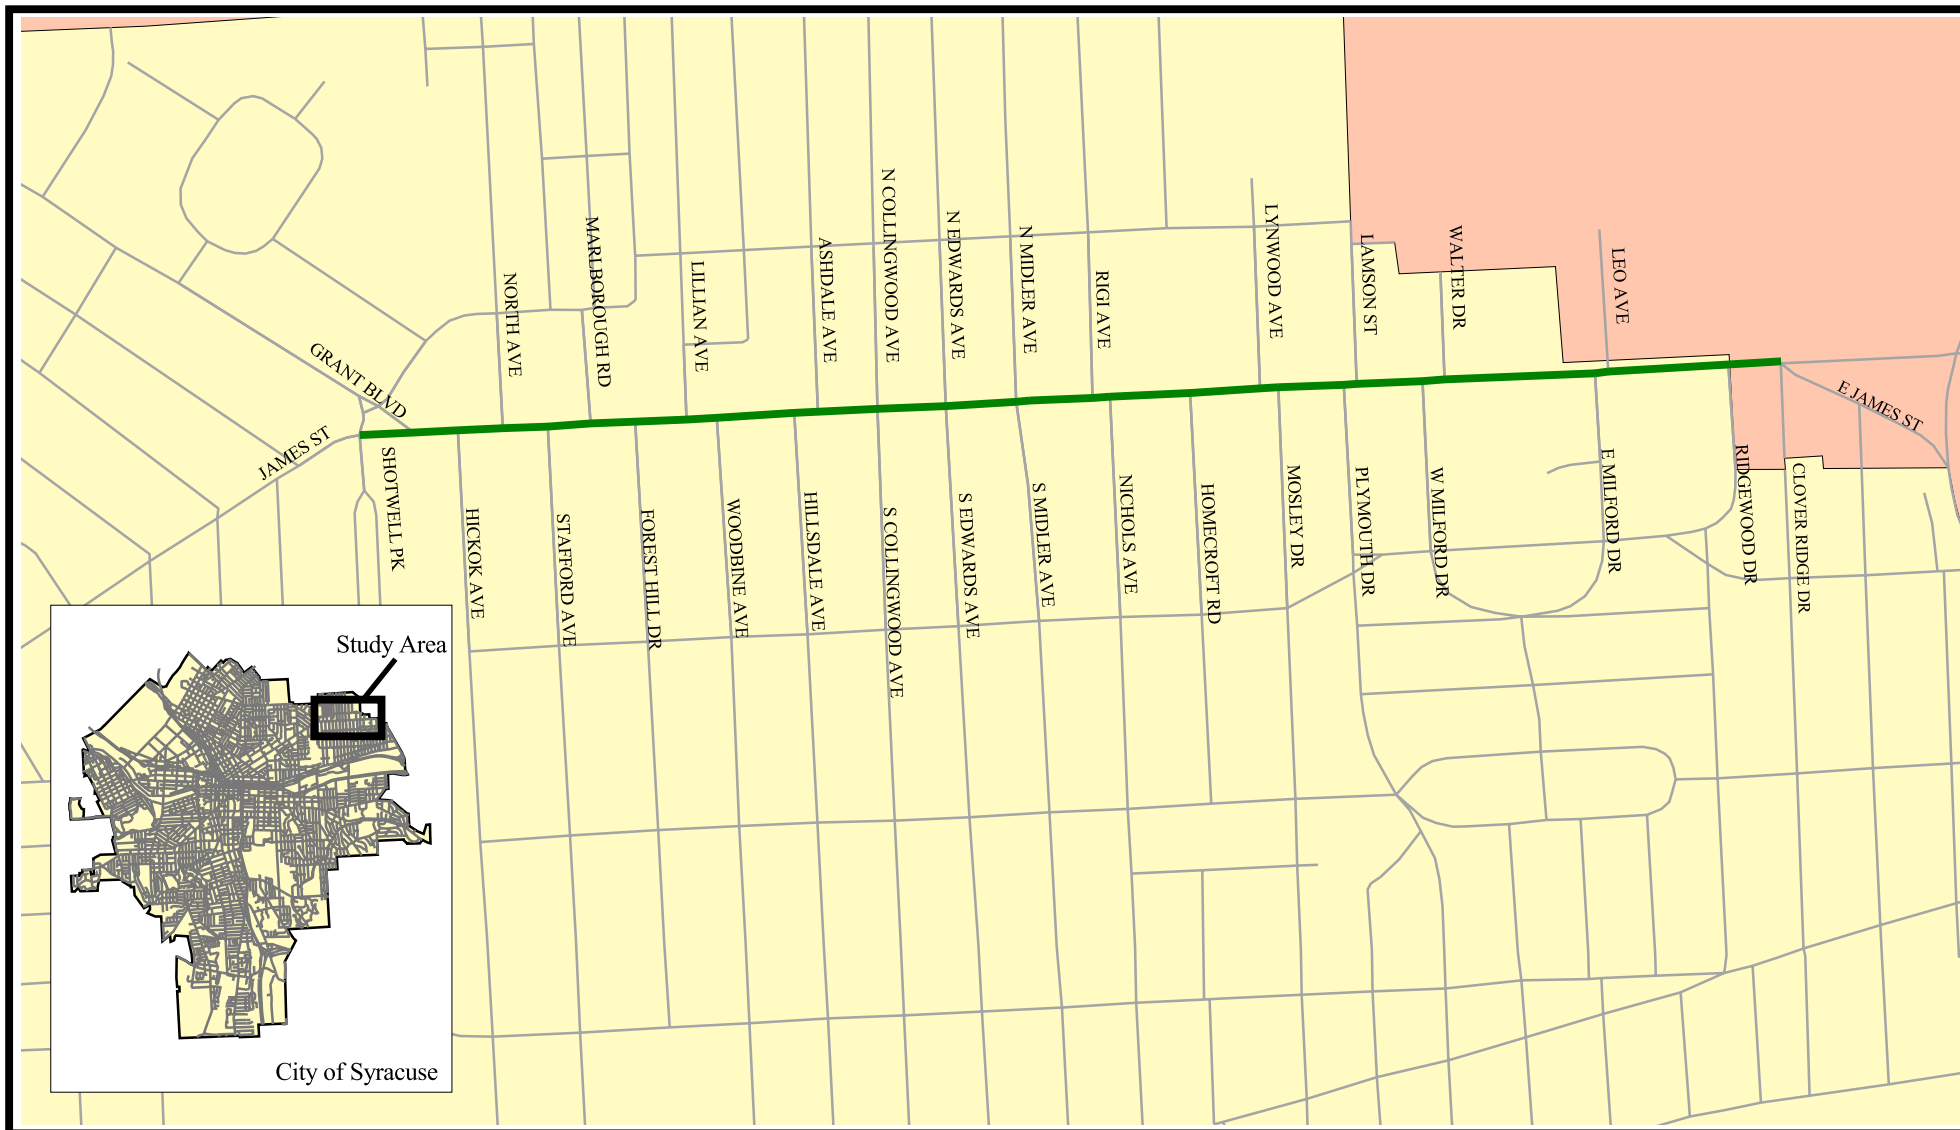 N COLLINGWOOD AVE
LYNWOOD AVE
N EDWARDS AVE
MARLBOROUGH RD
N MIDLER AVE
WALTER DR
LAMSON ST
ASHDALE AVE
LEO AVE
LILLIAN AVE
RIGI AVE
NORTH AVE
GRANT BLVD
E JAMES ST
JAMES ST
SHOTWELL PK
RIDGEWOOD DR
E MILFORD DR
CLOVER RIDGE DR
MOSLEY DR
PLYMOUTH DR
W MILFORD DR
NICHOLS AVE
S MIDLER AVE
HOMECROFT RD
HILLSDALE AVE
S EDWARDS AVE
WOODBINE AVE
S COLLINGWOOD AVE
HICKOK AVE
FOREST HILL DR
STAFFORD AVE
Study Area
City of Syracuse